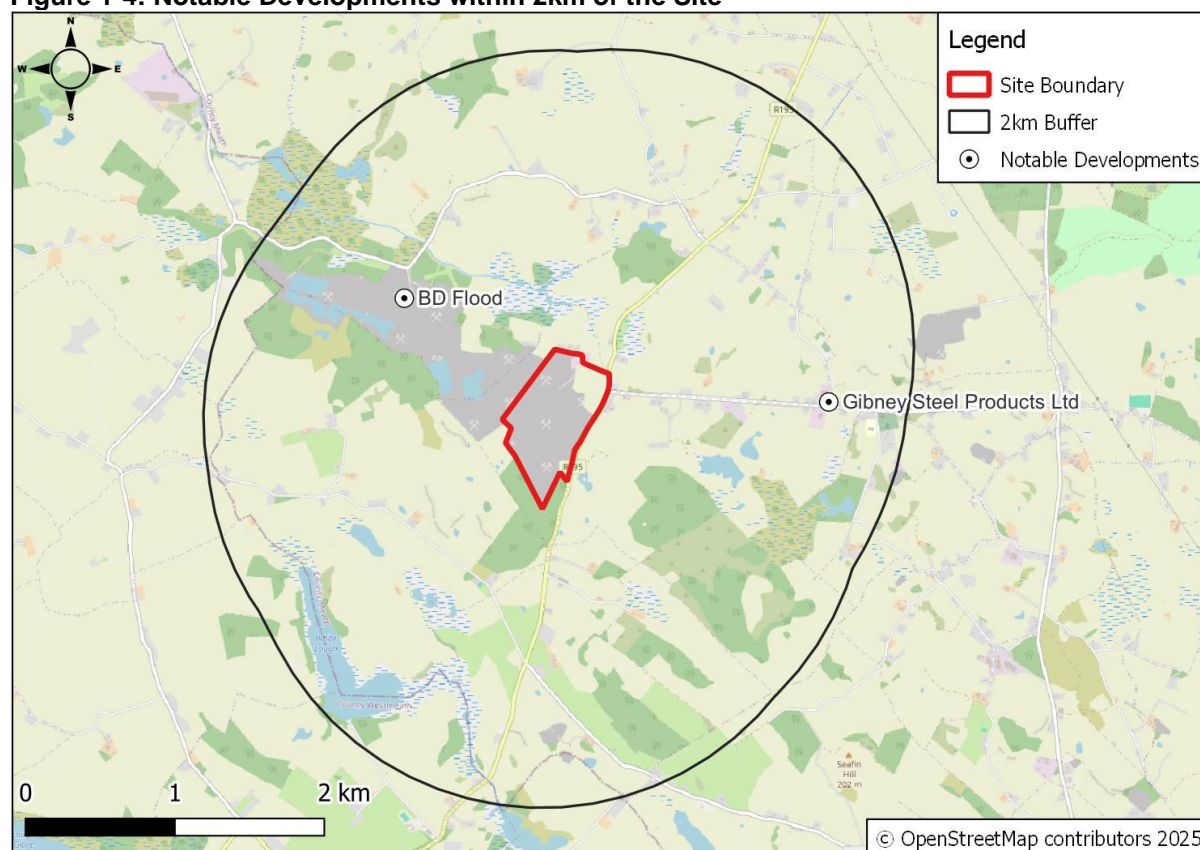 Figure 1-4: Notable Developments within 2km of the Site
N
W
E
S
Legend
Site Boundary
2km Buffer
Notable Developments
County Meath
R195
BD Flood
Gibney Steel Products Ltd
R195
White
Lough
County Westmeath
Seafin
Hill
202 m
0 1 2 km
© OpenStreetMap contributors 2025